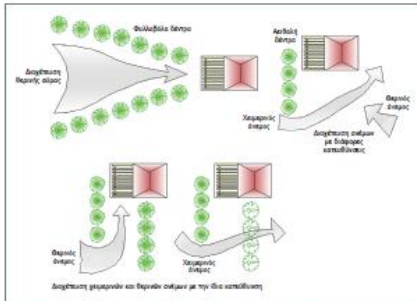 Φυλλοβόλα δέντρα
Διοχέτευση
θερινής αύρας
Αειθαλή
δέντρα
Χειμερινός
άνεμος
Θερινός
άνεμος
Διοχέτευση ανέμων
με διάφορες
κατευθύνσεις
Θερινός
άνεμος
Χειμερινός
άνεμος
Διοχέτευση χειμερινών και θερινών ανέμων με την ίδια κατεύθυνση